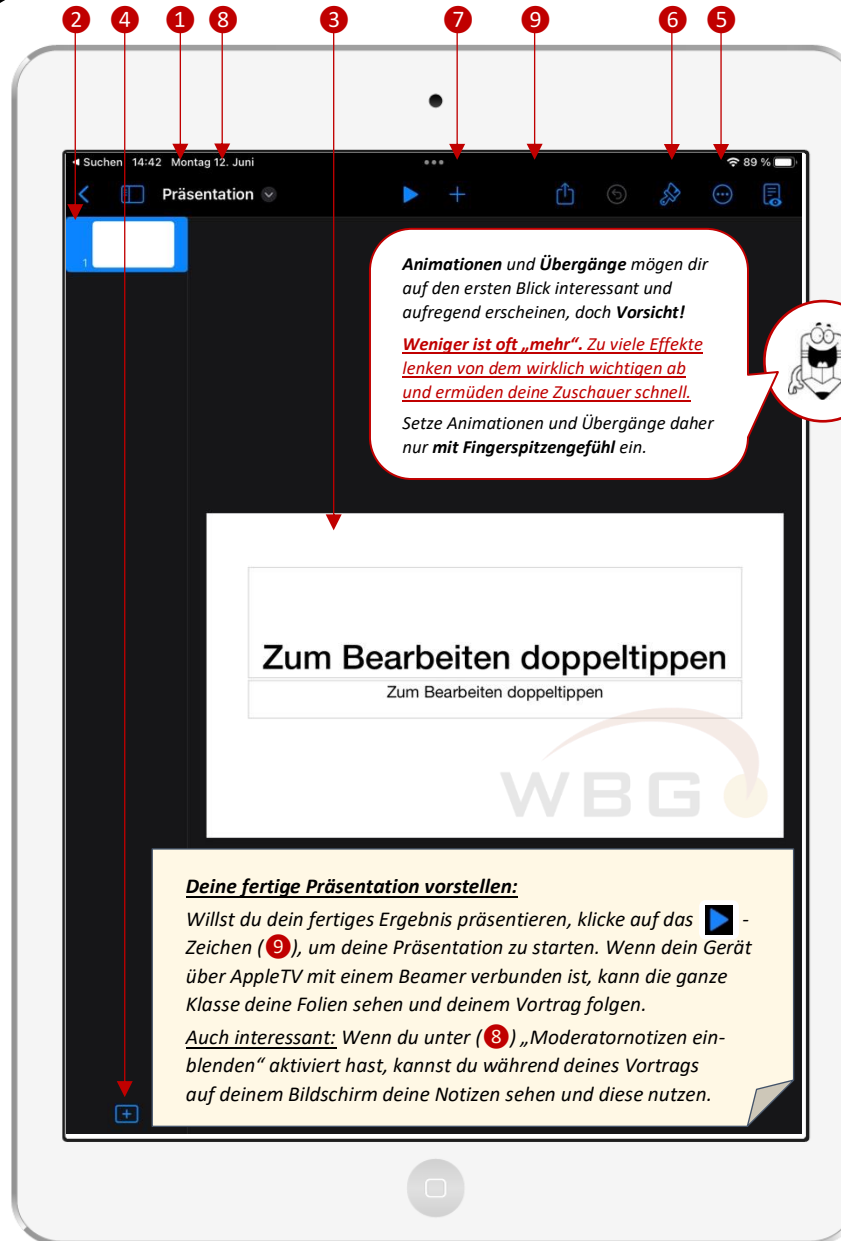 2 4 1 8 3 7 9 6 5
Suchen 14:42 Montag 12. Juni 89 %
Präsentation
1
Animationen und Übergänge mögen dir
auf den ersten Blick interessant und
aufregend erscheinen, doch Vorsicht!
Weniger ist oft „mehr“. Zu viele Effekte
lenken von dem wirklich wichtigen ab
und ermüden deine Zuschauer schnell.
Setze Animationen und Übergänge daher
nur mit Fingerspitzengefühl ein.
Zum Bearbeiten doppeltippen
Zum Bearbeiten doppeltippen
WBG
Deine fertige Präsentation vorstellen:
Willst du dein fertiges Ergebnis präsentieren, klicke auf das -
Zeichen (9), um deine Präsentation zu starten. Wenn dein Gerät
über AppleTV mit einem Beamer verbunden ist, kann die ganze
Klasse deine Folien sehen und deinem Vortrag folgen.
Auch interessant: Wenn du unter (8) „Moderatornotizen ein-
blenden“ aktiviert hast, kannst du während deines Vortrags
auf deinem Bildschirm deine Notizen sehen und diese nutzen.